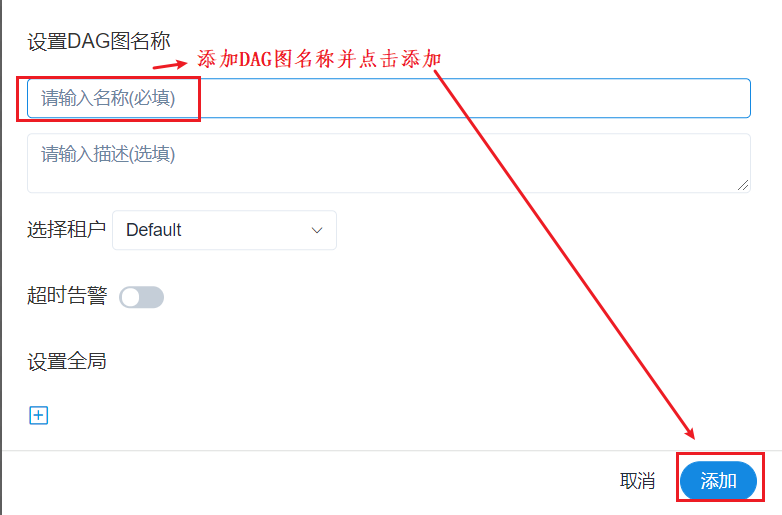 设置DAG图名称
添加DAG图名称并点击添加
请输入名称(必填)
请输入描述(选填)
选择租户 Default
超时告警
设置全局
取消 添加